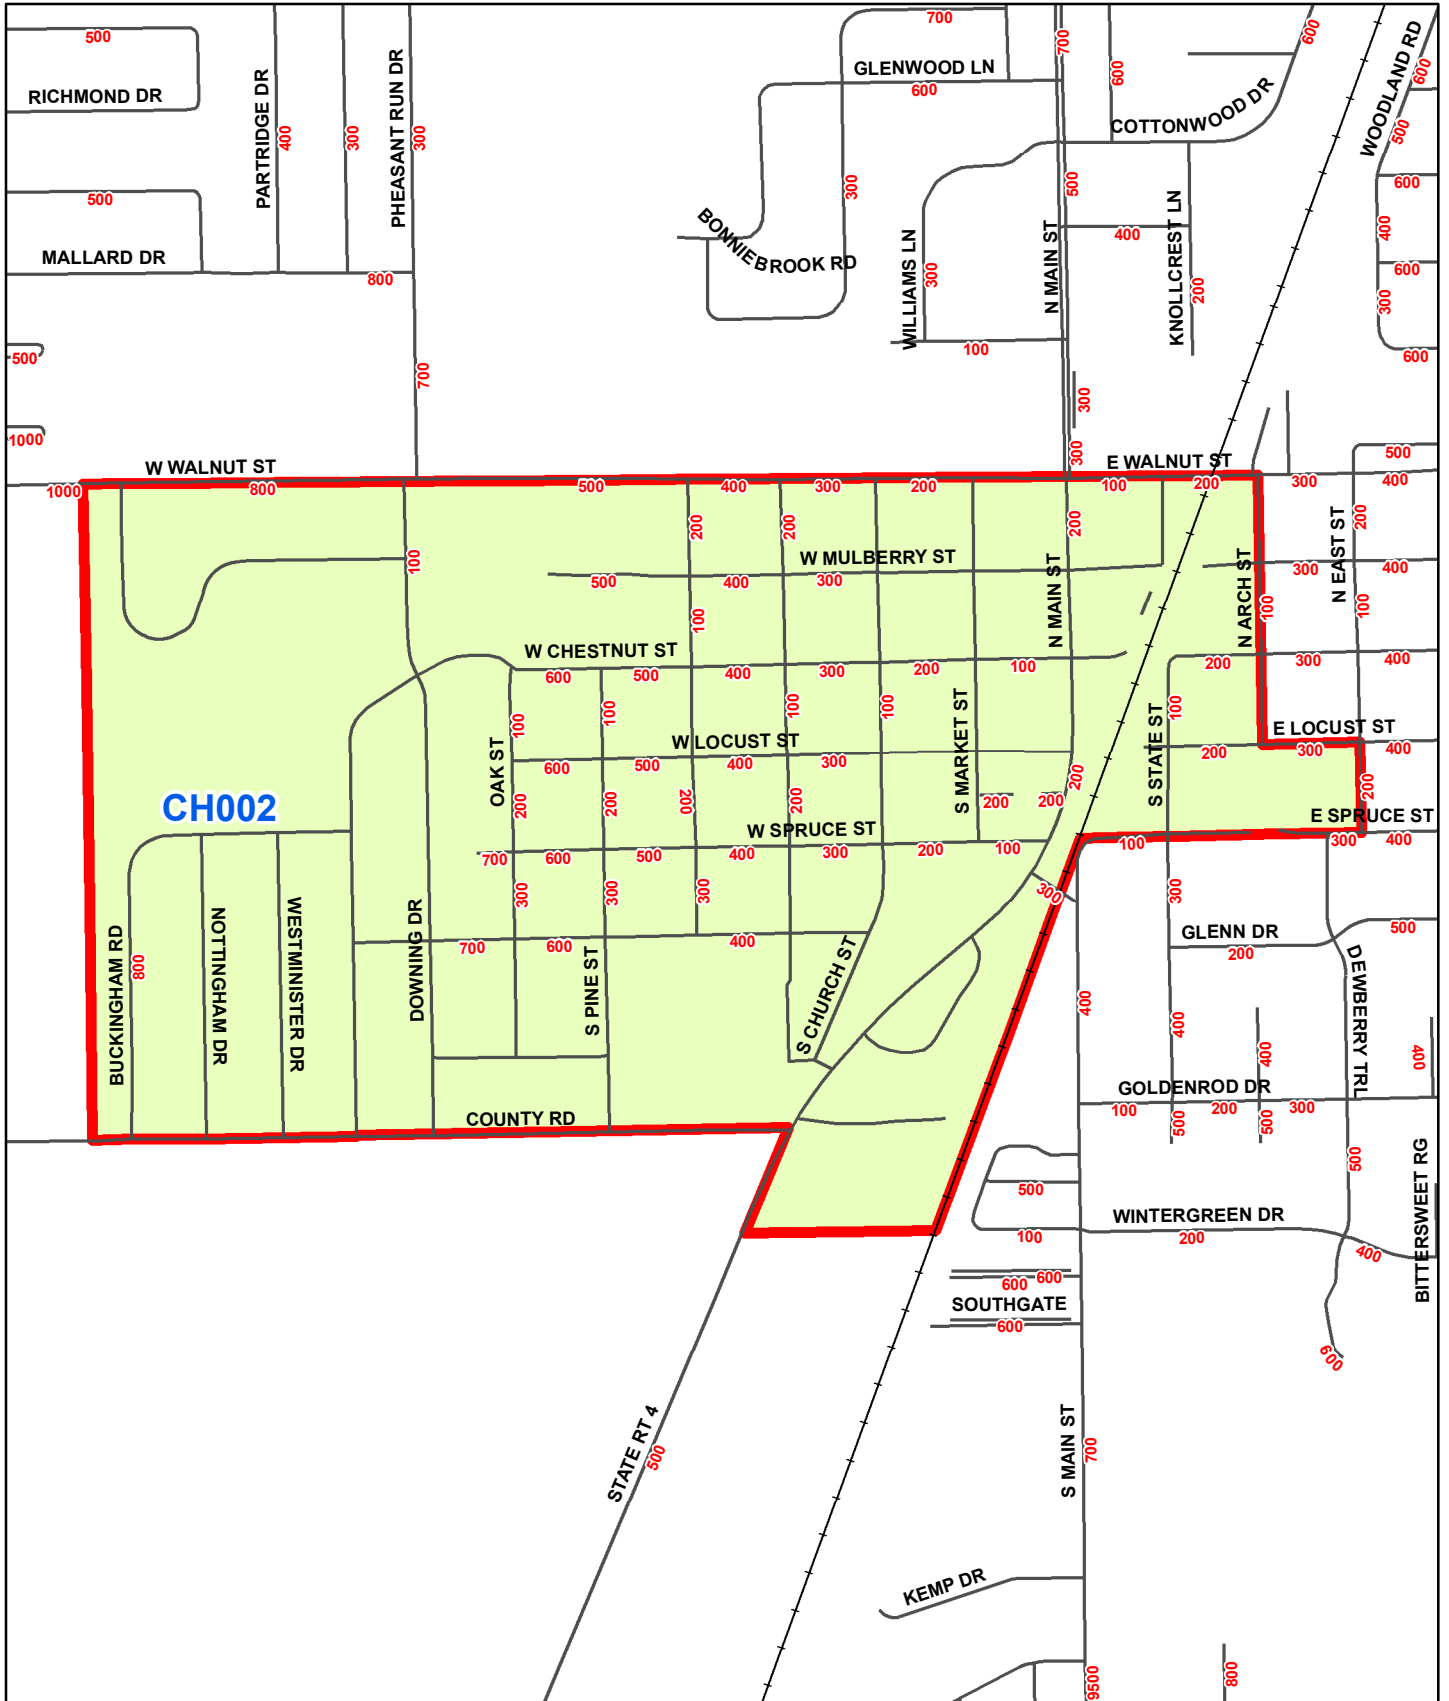 500
700
RICHMOND DR
PARTRIDGE DR
400
300
PHEASANT RUN DR
300
GLENWOOD LN
600
700
600
COTTONWOOD DR
600
WOODLAND RD
600
500
600
400
600
300
600
500
MALLARD DR
800
300
BONNIEBROOK RD
WILLIAMS LN
300
100
N MAIN ST
500
400
KNOLLCREST LN
200
500
1000
700
300
300
W WALNUT ST
1000
800
500
400
300
200
E WALNUT ST
100
200
300
400
500
100
200
200
200
N EAST ST
200
W MULBERRY ST
500
400
300
N MAIN ST
N ARCH ST
100
300
400
100
100
W CHESTNUT ST
600
500
400
300
200
100
200
300
400
OAK ST
100
100
100
100
S MARKET ST
S STATE ST
100
W LOCUST ST
600
500
400
300
E LOCUST ST
200
300
400
CH002
200
200
200
200
200
200
200
200
W SPRUCE ST
700
600
500
400
300
200
100
E SPRUCE ST
100
300
400
BUCKINGHAM RD
800
NOTTINGHAM DR
WESTMINISTER DR
DOWNING DR
300
300
300
300
300
GLENN DR
200
500
700
600
400
S PINE ST
S CHURCH ST
400
400
400
DEWBERRY TRL
400
COUNTY RD
GOLDENROD DR
100
200
300
500
500
500
500
WINTERGREEN DR
100
200
400
BITTERSWEET RG
600
600
SOUTHGATE
600
600
STATE RT 4
500
S MAIN ST
700
KEMP DR
9500
800